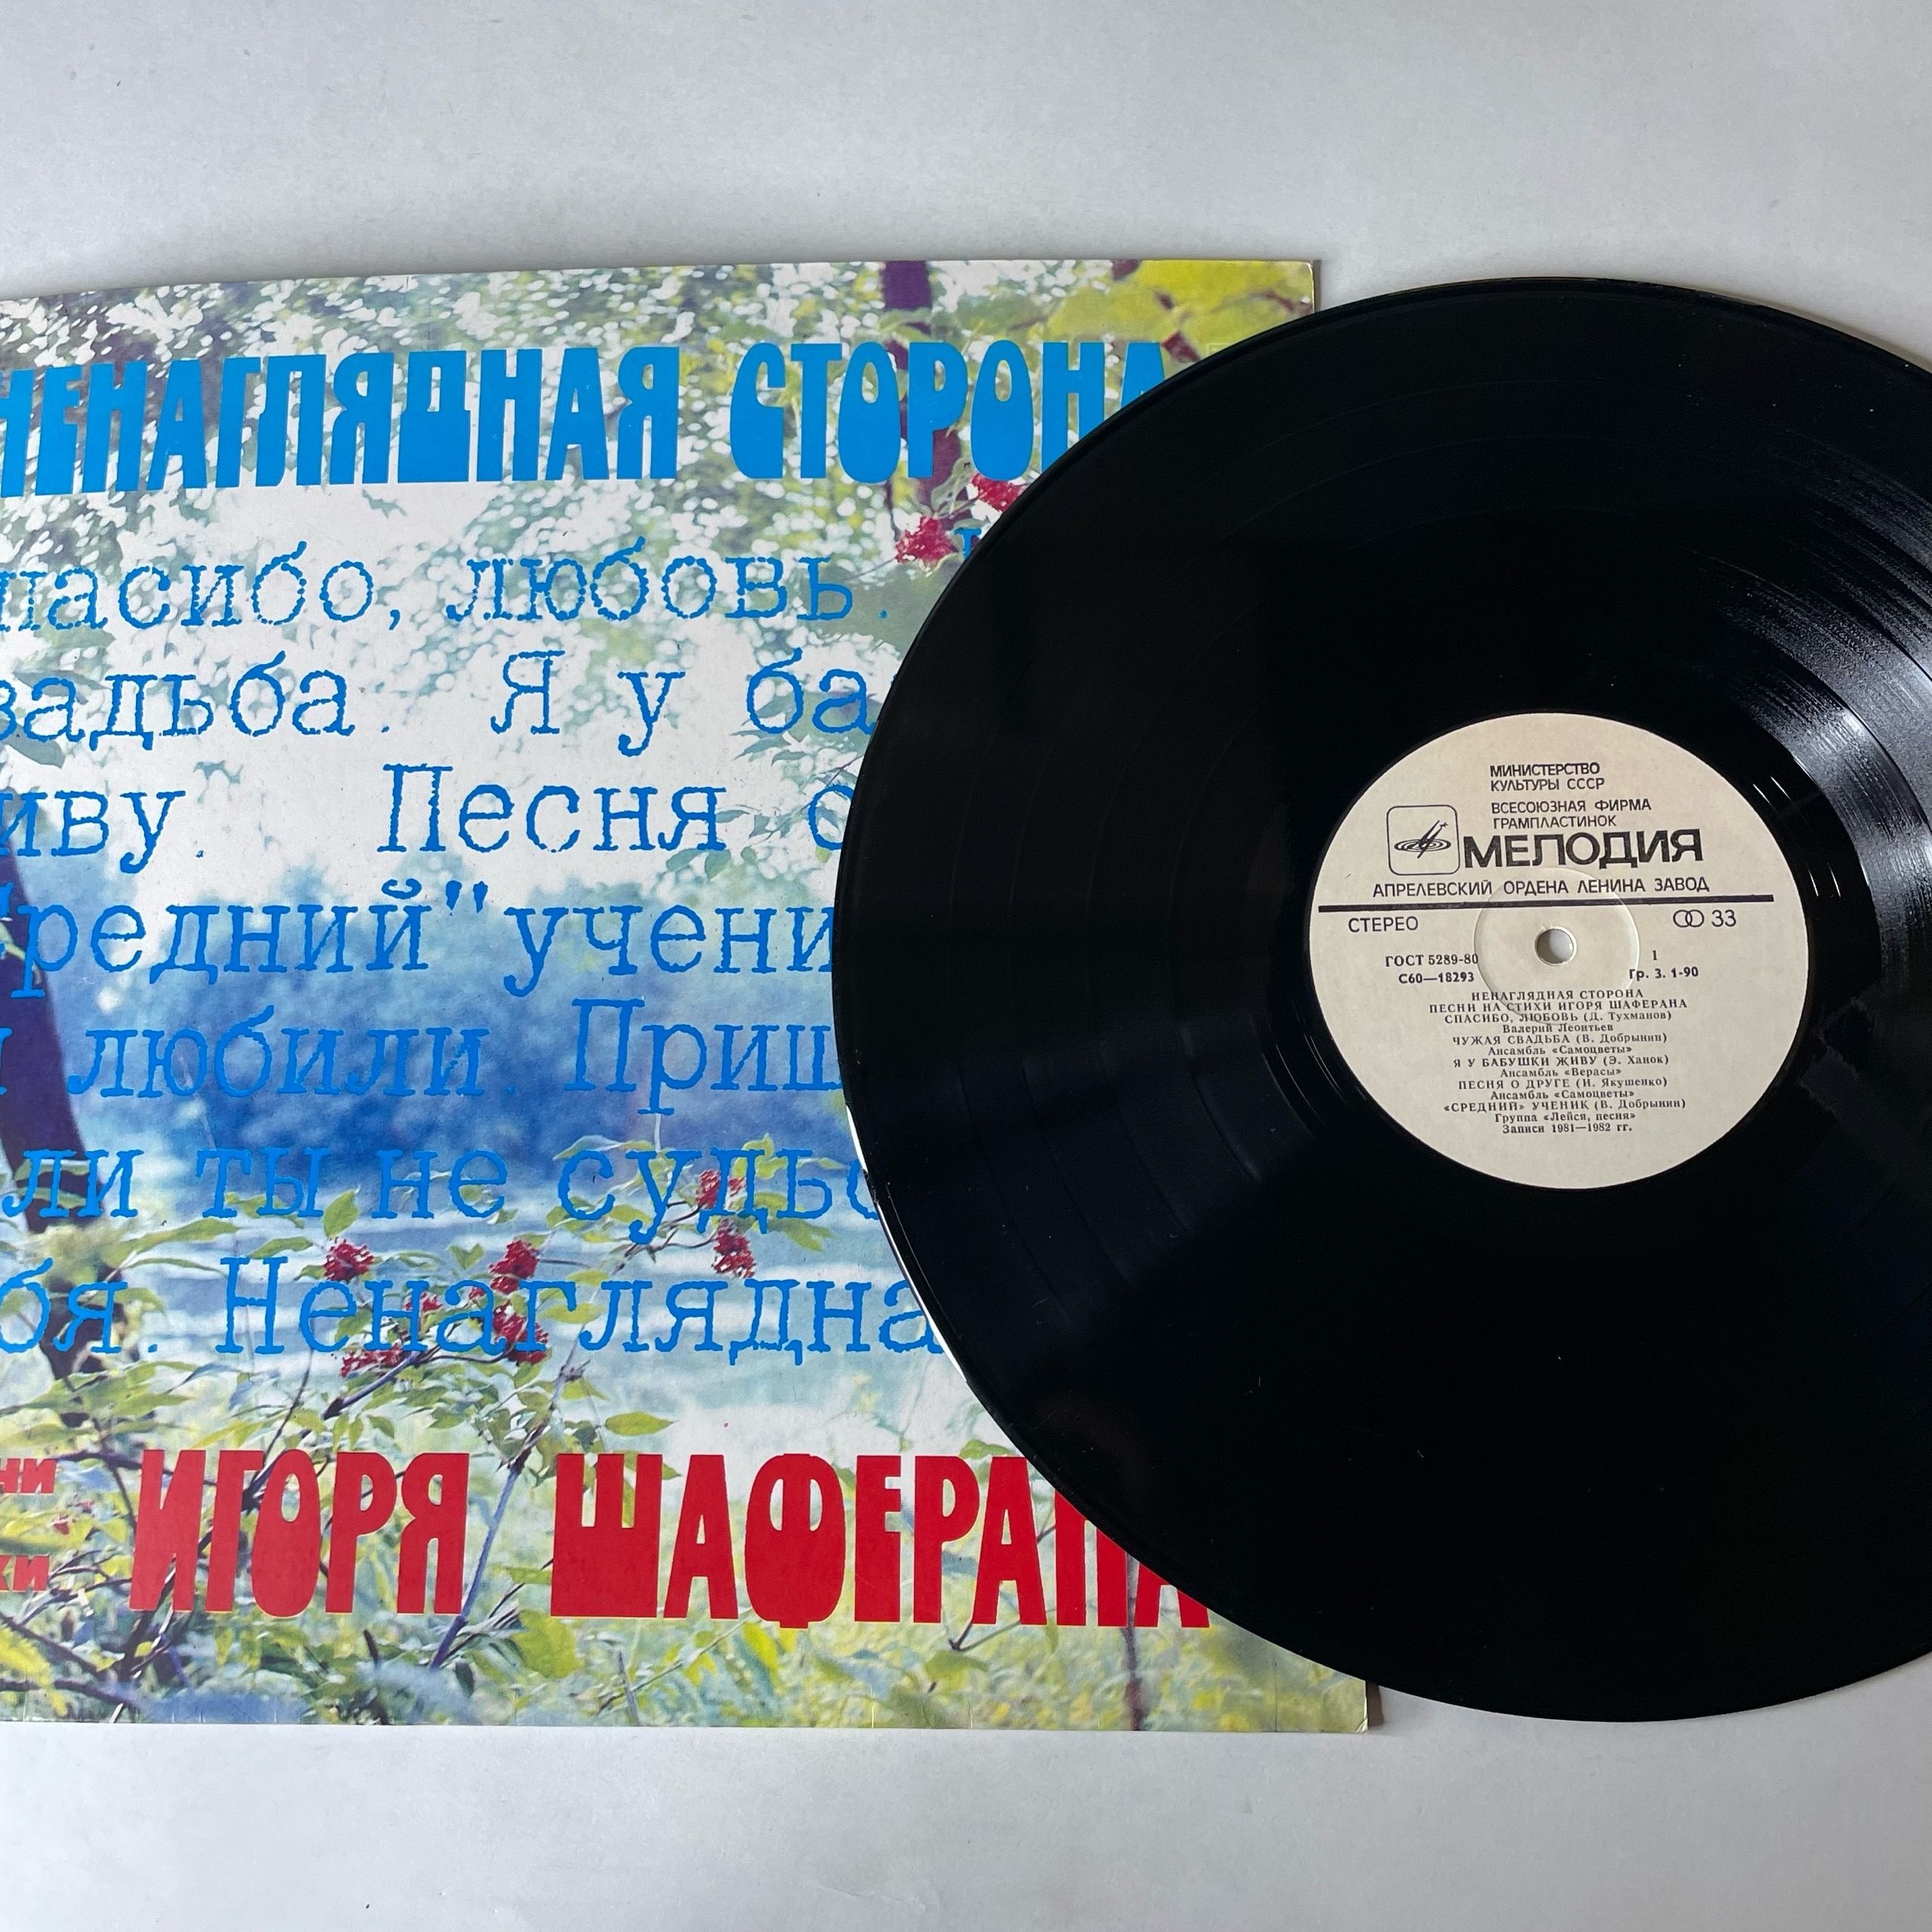 НЕНАГЛЯДНАЯ СТОРОНА
пасибо, любовь.
вадьба. Я у ба
иву. Песня о
"Средний" учени
любили. Приш
ли ты не судьб
бя. Ненаглядна
ни
ки
ИГОРЯ ШАФЕРАНА
МИНИСТЕРСТВО
КУЛЬТУРЫ СССР
ВСЕСОЮЗНАЯ ФИРМА
ГРАМПЛАСТИНОК
МЕЛОДИЯ
АПРЕЛЕВСКИЙ ОРДЕНА ЛЕНИНА ЗАВОД
СТЕРЕО 33
ГОСТ 5289-80 1
С60—18293 Гр. 3. 1-90
НЕНАГЛЯДНАЯ СТОРОНА
ПЕСНИ НА СТИХИ ИГОРЯ ШАФЕРАНА
СПАСИБО, ЛЮБОВЬ (Д. Тухманов)
Валерий Леонтьев
ЧУЖАЯ СВАДЬБА (В. Добрынин)
Ансамбль «Самоцветы»
Я У БАБУШКИ ЖИВУ (Э. Ханок)
Ансамбль «Верасы»
ПЕСНЯ О ДРУГЕ (И. Якушенко)
Ансамбль «Самоцветы»
«СРЕДНИЙ» УЧЕНИК (В. Добрынин)
Группа «Лейся, песня»
Записи 1981—1982 гг.